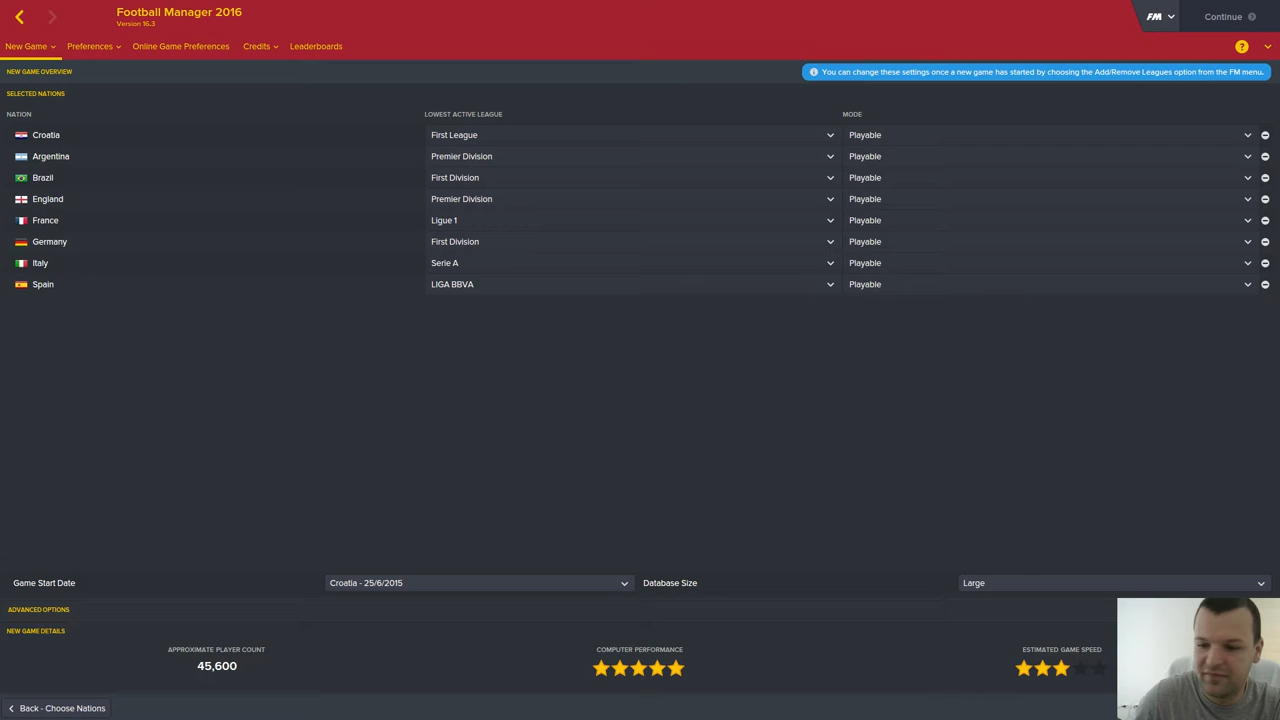 Football Manager 2016
Version 16.3
FM
Continue
New Game
Preferences
Online Game Preferences
Credits
Leaderboards
?
NEW GAME OVERVIEW
You can change these settings once a new game has started by choosing the Add/Remove Leagues option from the FM menu.
SELECTED NATIONS
NATION LOWEST ACTIVE LEAGUE MODE
Croatia First League Playable
Argentina Premier Division Playable
Brazil First Division Playable
England Premier Division Playable
France Ligue 1 Playable
Germany First Division Playable
Italy Serie A Playable
Spain LIGA BBVA Playable
Game Start Date Croatia - 25/6/2015 Database Size Large
ADVANCED OPTIONS
NEW GAME DETAILS
APPROXIMATE PLAYER COUNT COMPUTER PERFORMANCE ESTIMATED GAME SPEED
45,600
Back - Choose Nations